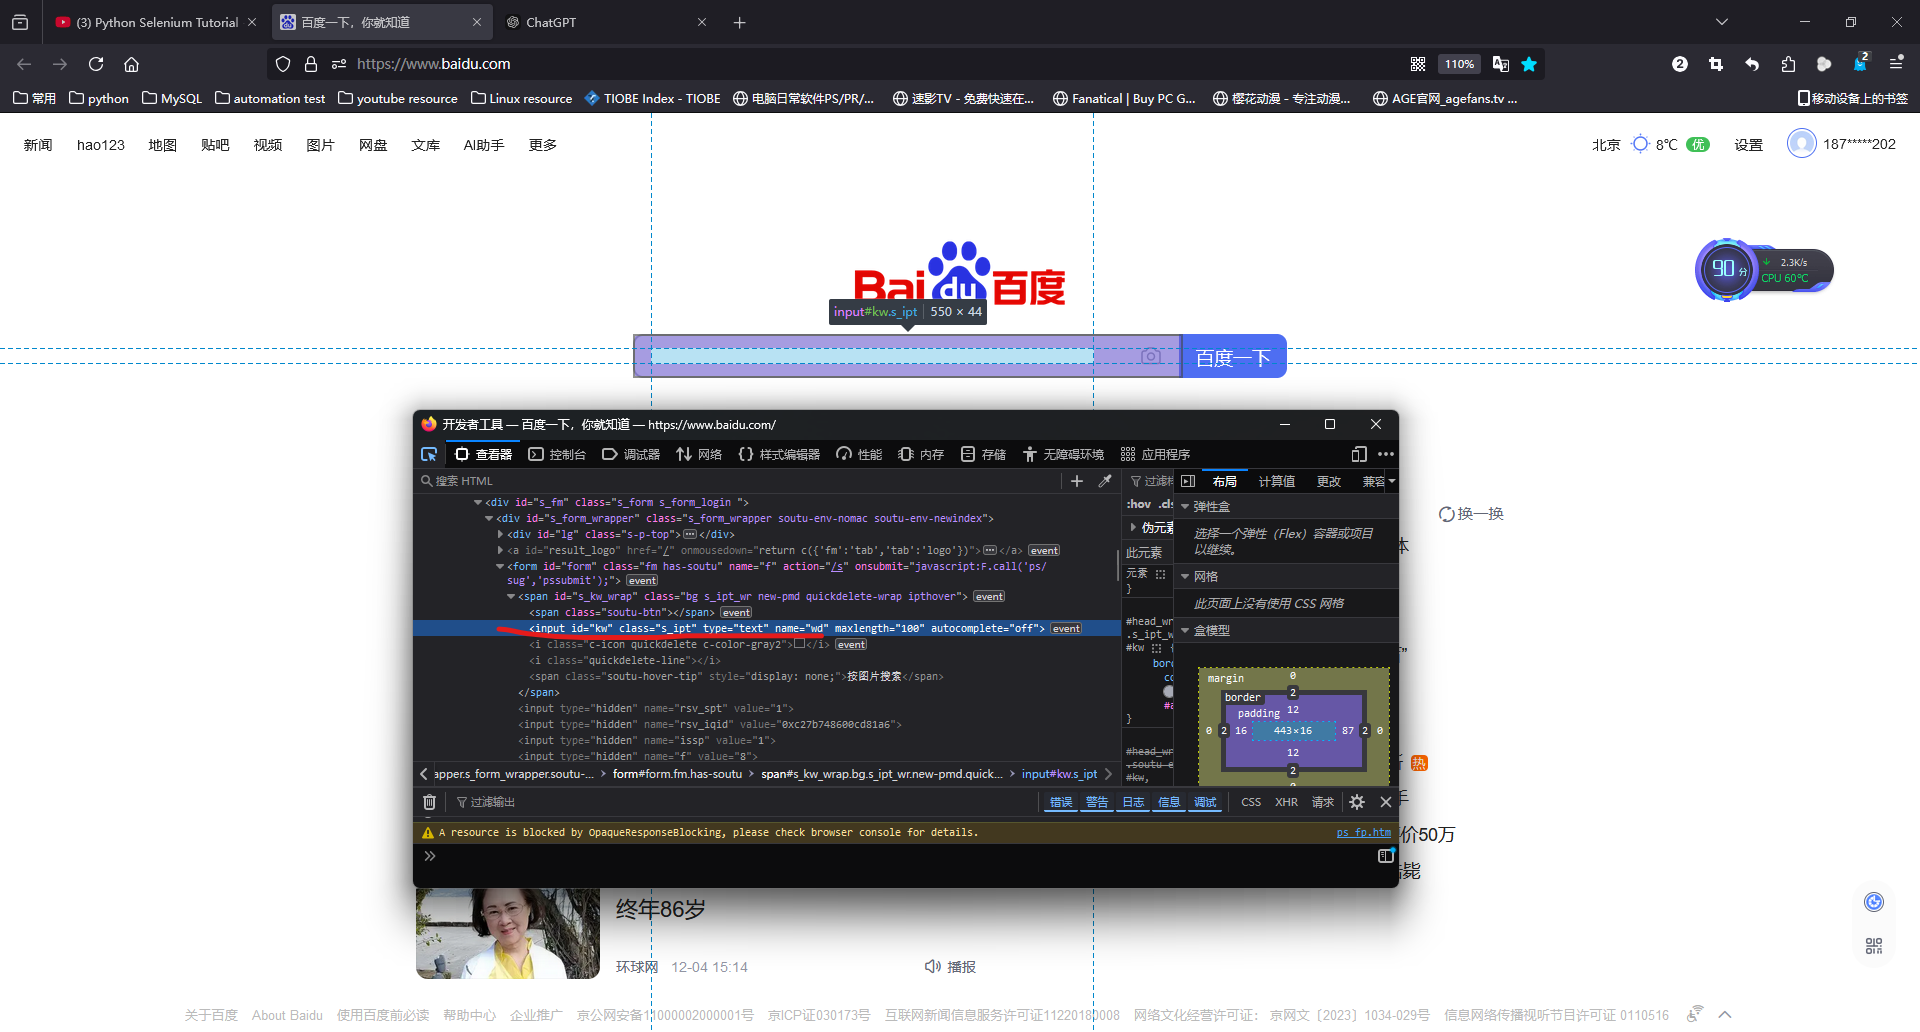 (3) Python Selenium Tutorial
百度一下，你就知道
ChatGPT
https://www.baidu.com
110%
2
2
常用
python
MySQL
automation test
youtube resource
Linux resource
TIOBE Index - TIOBE
电脑日常软件PS/PR/...
速影TV - 免费快速在...
Fanatical | Buy PC G...
樱花动漫 - 专注动漫...
AGE官网_agefans.tv ...
移动设备上的书签
新闻
hao123
地图
贴吧
视频
图片
网盘
文库
AI助手
更多
北京
8℃
优
设置
187*****202
Bai du 百度
90 分
2.3K/s
CPU 60℃
input#kw.s_ipt
550 × 44
百度一下
开发者工具 — 百度一下，你就知道 — https://www.baidu.com/
查看器
控制台
调试器
网络
样式编辑器
性能
内存
存储
无障碍环境
应用程序
搜索 HTML
<div id="s_fm" class="s_form s_form_login ">
<div id="s_form_wrapper" class="s_form_wrapper soutu-env-nomac soutu-env-newindex">
<div id="lg" class="s-p-top"></div>
<a id="result_logo" href="/" onmousedown="return c({'fm':'tab','tab':'logo'})"></a> event
<form id="form" class="fm has-soutu" name="f" action="/s" onsubmit="javascript:F.call('ps/
sug','pssubmit');"> event
<span id="s_kw_wrap" class="bg s_ipt_wr new-pmd quickdelete-wrap ipthover"> event
<span class="soutu-btn"></span> event
<input id="kw" class="s_ipt" type="text" name="wd" maxlength="100" autocomplete="off"> event
<i class="c-icon quickdelete c-color-gray2"></i> event
<i class="quickdelete-line"></i>
<span class="soutu-hover-tip" style="display: none;">按图片搜索</span>
</span>
<input type="hidden" name="rsv_spt" value="1">
<input type="hidden" name="rsv_iqid" value="0xc27b748600cd81a6">
<input type="hidden" name="issp" value="1">
<input type="hidden" name="f" value="8">
apper.s_form_wrapper.soutu-...
form#form.fm.has-soutu
span#s_kw_wrap.bg.s_ipt_wr.new-pmd.quick...
input#kw.s_ipt
过滤样
:hov .cls
伪元素
此元素
元素
}
#head_wr
.s_ipt_w
#kw {
bord
co
#a
}
#head_wr
.soutu-e
#kw,
布局
计算值
更改
兼容
弹性盒
选择一个弹性（Flex）容器或项目
以继续。
网格
此页面上没有使用 CSS 网格
盒模型
margin
0
border
2
padding
12
0
2
16
443×16
87
2
0
12
2
过滤输出
错误
警告
日志
信息
调试
CSS
XHR
请求
A resource is blocked by OpaqueResponseBlocking, please check browser console for details.
ps_fp.htm
换一换
体
热
手
价50万
毙
终年86岁
环球网
12-04 15:14
播报
关于百度
About Baidu
使用百度前必读
帮助中心
企业推广
京公网安备11000002000001号
京ICP证030173号
互联网新闻信息服务许可证11220180008
网络文化经营许可证： 京网文〔2023〕1034-029号
信息网络传播视听节目许可证 0110516